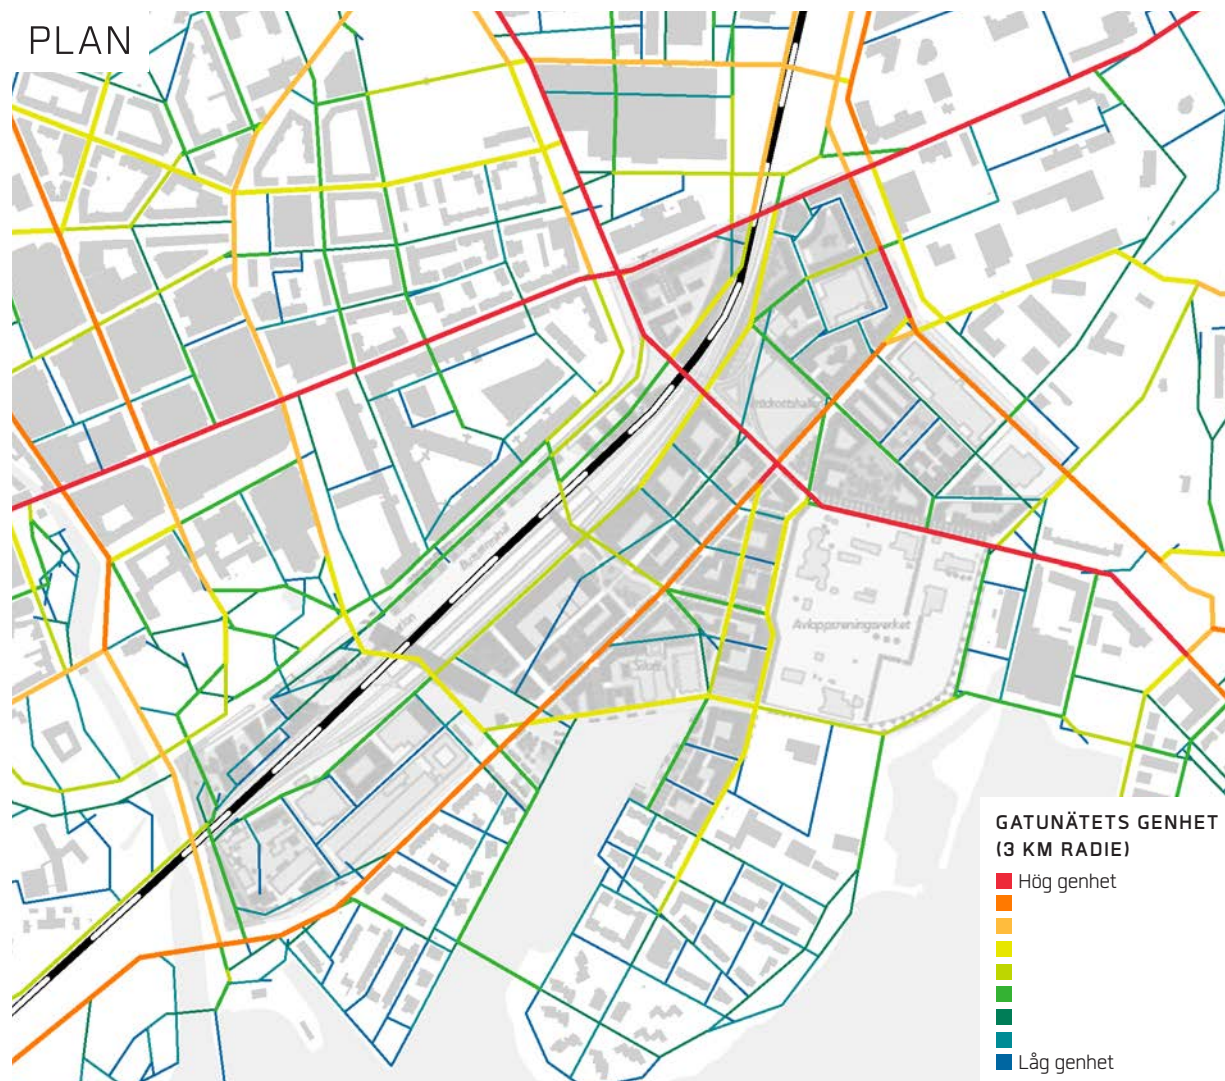 PLAN
Avloppsreningsverket
GATUNÄTETS GENHET
(3 KM RADIE)
Hög genhet
Låg genhet